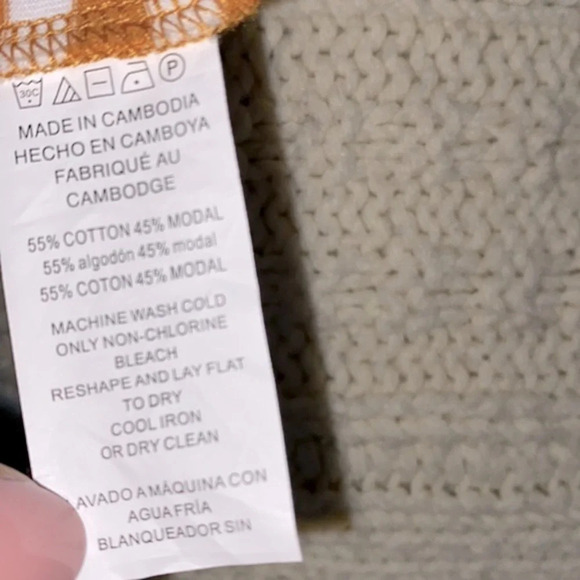 30C P
MADE IN CAMBODIA
HECHO EN CAMBOYA
FABRIQUÉ AU
CAMBODGE
55% COTTON 45% MODAL
55% algodón 45% modal
55% COTON 45% MODAL
MACHINE WASH COLD
ONLY NON-CHLORINE
BLEACH
RESHAPE AND LAY FLAT
TO DRY
COOL IRON
OR DRY CLEAN
LAVADO A MÁQUINA CON
AGUA FRÍA
BLANQUEADOR SIN